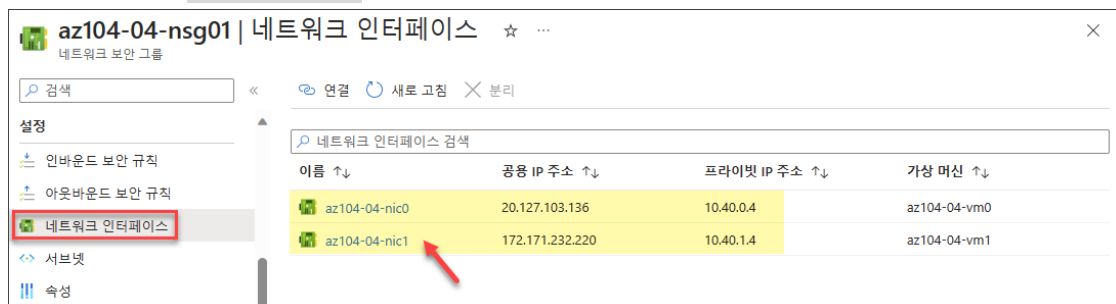 az104-04-nsg01 | 네트워크 인터페이스 ☆ ...
네트워크 보안 그룹
검색 «
연결 새로 고침 분리
설정
인바운드 보안 규칙
아웃바운드 보안 규칙
네트워크 인터페이스
서브넷
속성
네트워크 인터페이스 검색
이름 ↑↓ 공용 IP 주소 ↑↓ 프라이빗 IP 주소 ↑↓ 가상 머신 ↑↓
az104-04-nic0 20.127.103.136 10.40.0.4 az104-04-vm0
az104-04-nic1 172.171.232.220 10.40.1.4 az104-04-vm1